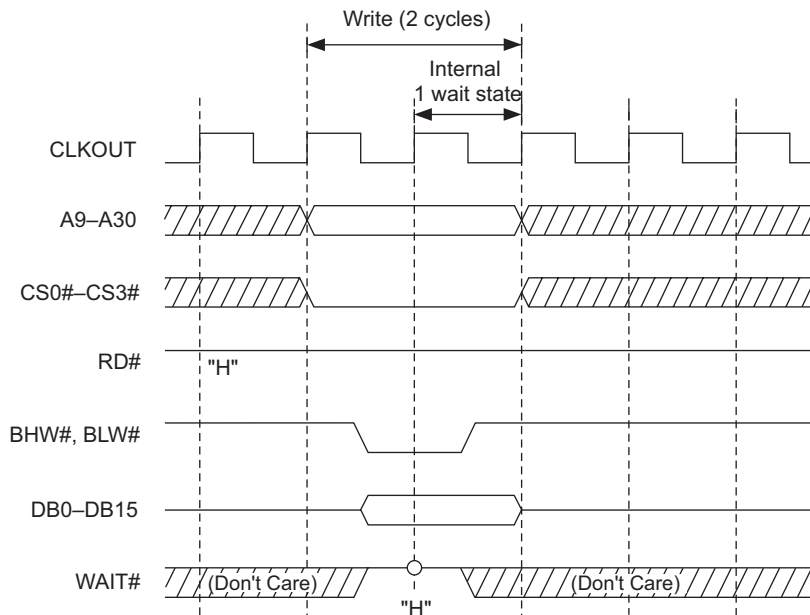 Write (2 cycles)
Internal
1 wait state
CLKOUT
A9–A30
CS0#–CS3#
RD#
"H"
BHW#, BLW#
DB0–DB15
WAIT#
(Don't Care)
(Don't Care)
"H"